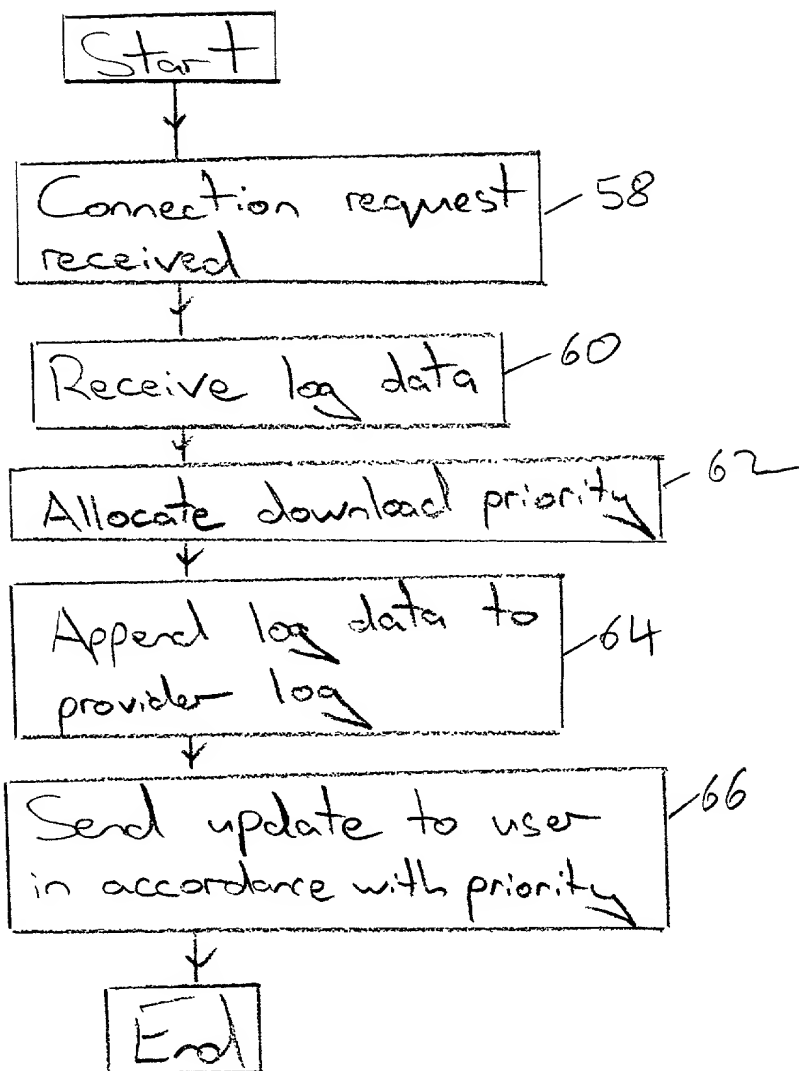 Start
Connection request
received
58
Receive log data
60
Allocate download priority
62
Append log data to
provider log
64
Send update to user
in accordance with priority
66
End